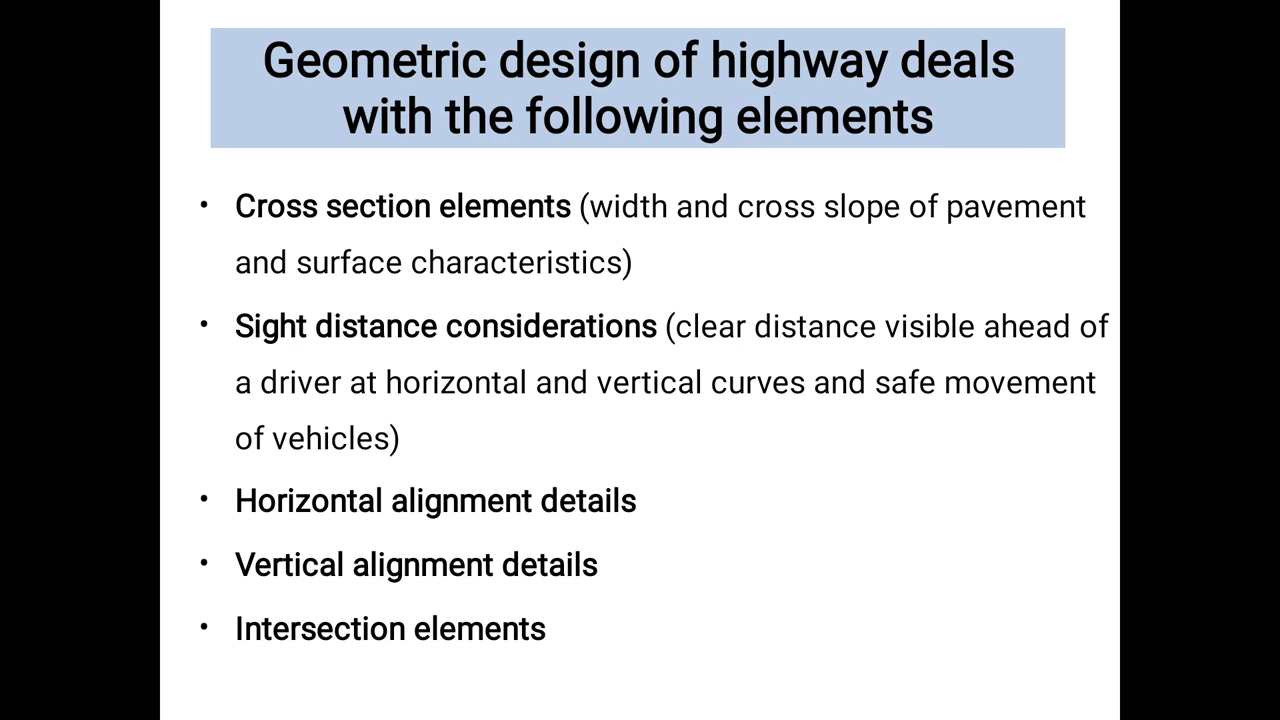 Geometric design of highway deals
with the following elements
• Cross section elements (width and cross slope of pavement
and surface characteristics)
• Sight distance considerations (clear distance visible ahead of
a driver at horizontal and vertical curves and safe movement
of vehicles)
• Horizontal alignment details
• Vertical alignment details
• Intersection elements